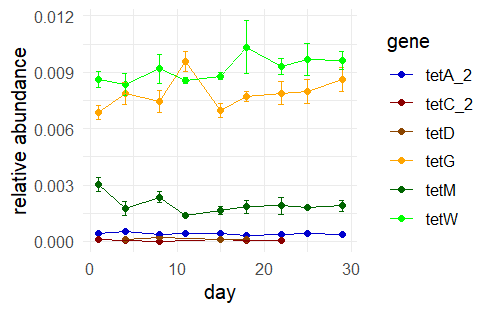 relative abundance
0.012
0.009
0.006
0.003
0.000
0
10
20
30
day
gene
tetA_2
tetC_2
tetD
tetG
tetM
tetW